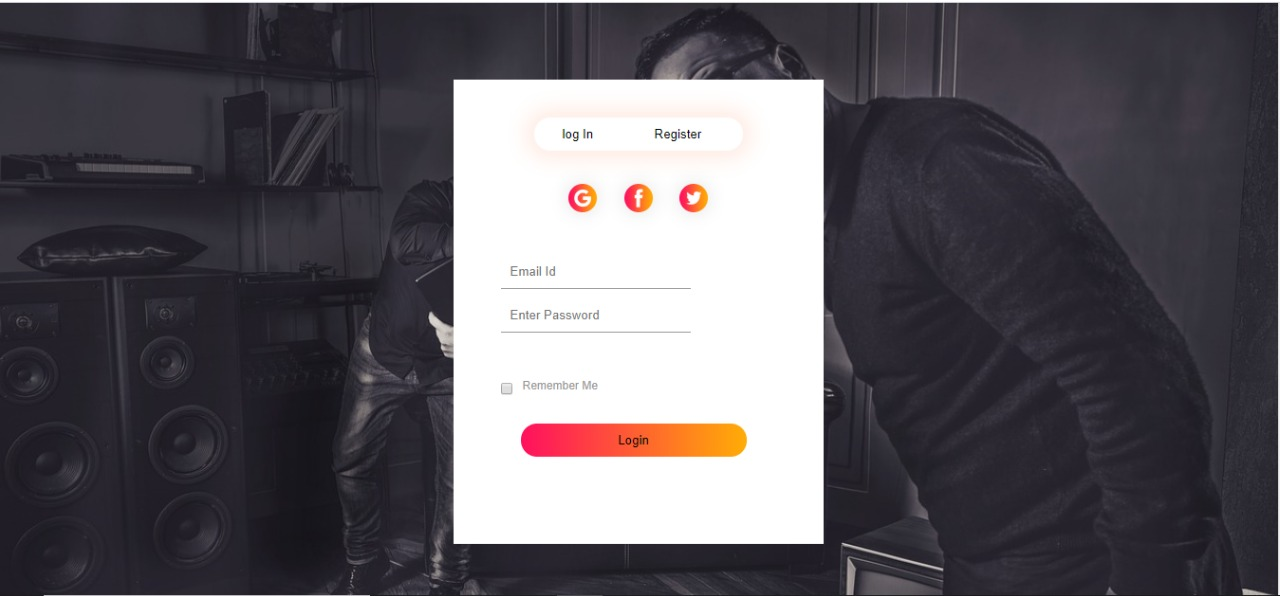 log In Register
Email Id
Enter Password
Remember Me
Login